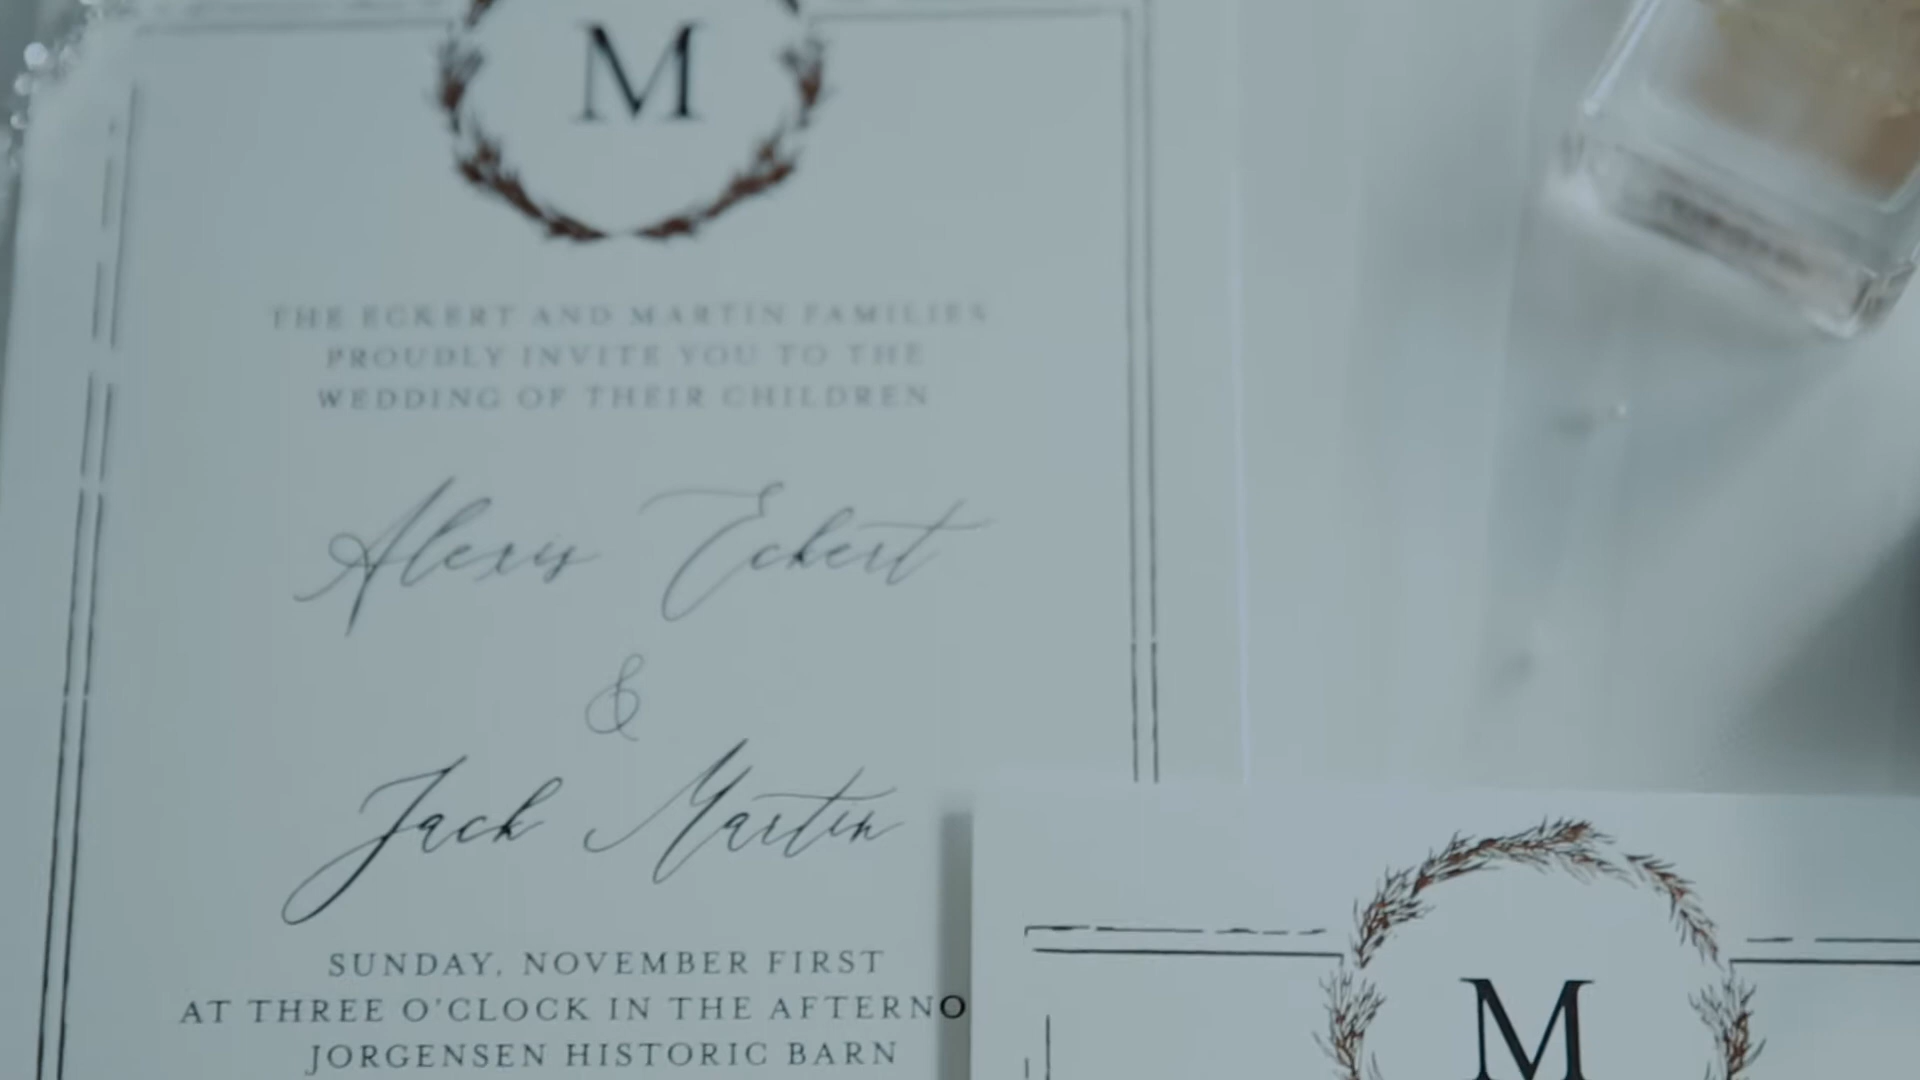 M
THE ECKERT AND MARTIN FAMILIES
PROUDLY INVITE YOU TO THE
WEDDING OF THEIR CHILDREN
Alexis Eckert
&
Jack Martin
SUNDAY, NOVEMBER FIRST
AT THREE O'CLOCK IN THE AFTERNO
JORGENSEN HISTORIC BARN
M